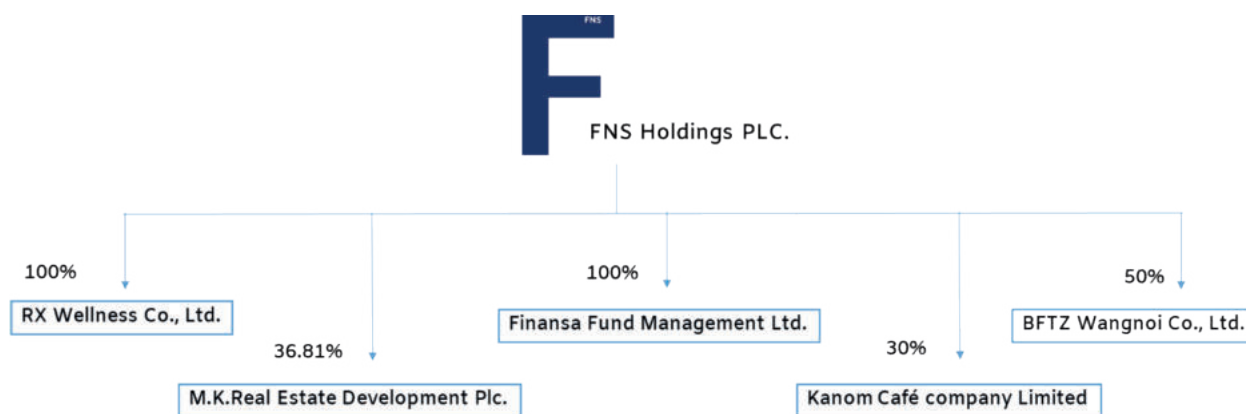 FNS
F
FNS Holdings PLC.
100%
RX Wellness Co., Ltd.
36.81%
M.K.Real Estate Development Plc.
100%
Finansa Fund Management Ltd.
30%
Kanom Café company Limited
50%
BFTZ Wangnoi Co., Ltd.